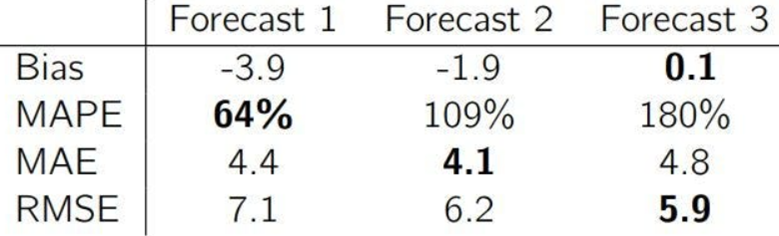 Forecast 1 Forecast 2 Forecast 3
Bias -3.9 -1.9 0.1
MAPE 64% 109% 180%
MAE 4.4 4.1 4.8
RMSE 7.1 6.2 5.9